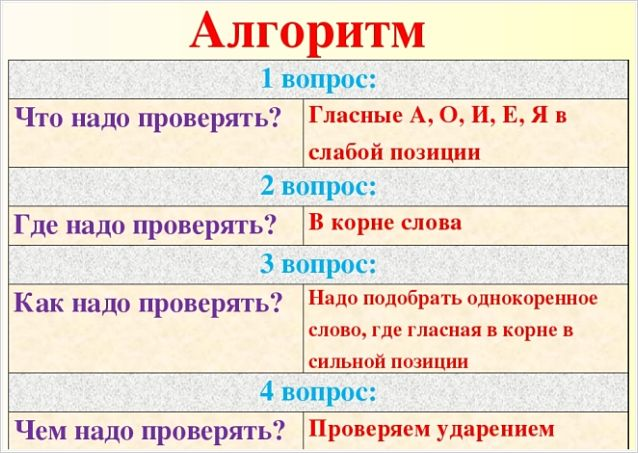 Алгоритм
1 вопрос:
Что надо проверять?
Гласные А, О, И, Е, Я в
слабой позиции
2 вопрос:
Где надо проверять?
В корне слова
3 вопрос:
Как надо проверять?
Надо подобрать однокоренное
слово, где гласная в корне в
сильной позиции
4 вопрос:
Чем надо проверять?
Проверяем ударением